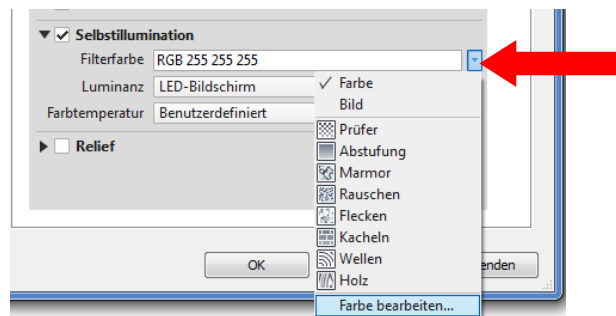 Selbstillumination
Filterfarbe RGB 255 255 255
Luminanz LED-Bildschirm
Farbtemperatur Benutzerdefiniert
Relief
Farbe
Bild
Prüfer
Abstufung
Marmor
Rauschen
Flecken
Kacheln
Wellen
Holz
Farbe bearbeiten...
OK
enden